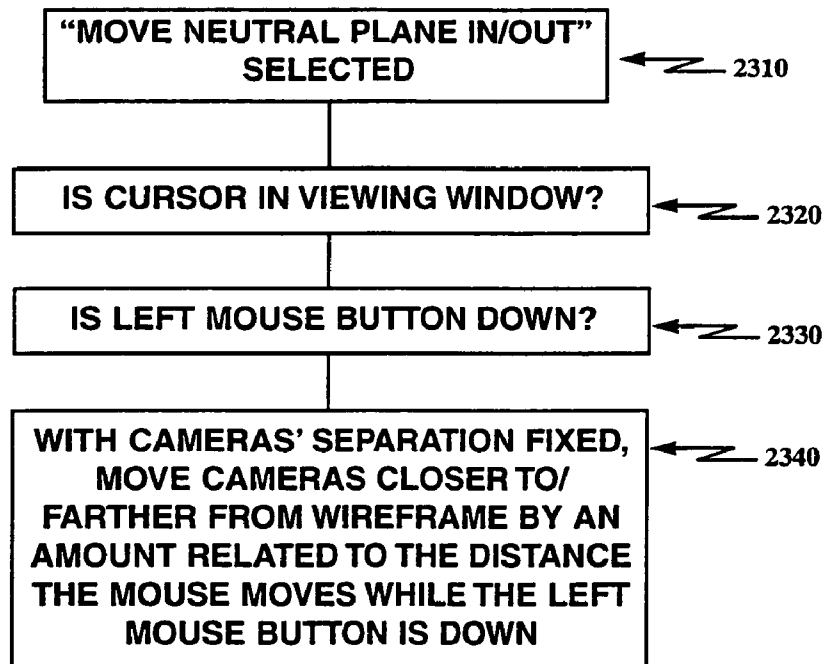 “MOVE NEUTRAL PLANE IN/OUT”
SELECTED
2310
IS CURSOR IN VIEWING WINDOW?
2320
IS LEFT MOUSE BUTTON DOWN?
2330
WITH CAMERAS’ SEPARATION FIXED,
MOVE CAMERAS CLOSER TO/
FARTHER FROM WIREFRAME BY AN
AMOUNT RELATED TO THE DISTANCE
THE MOUSE MOVES WHILE THE LEFT
MOUSE BUTTON IS DOWN
2340